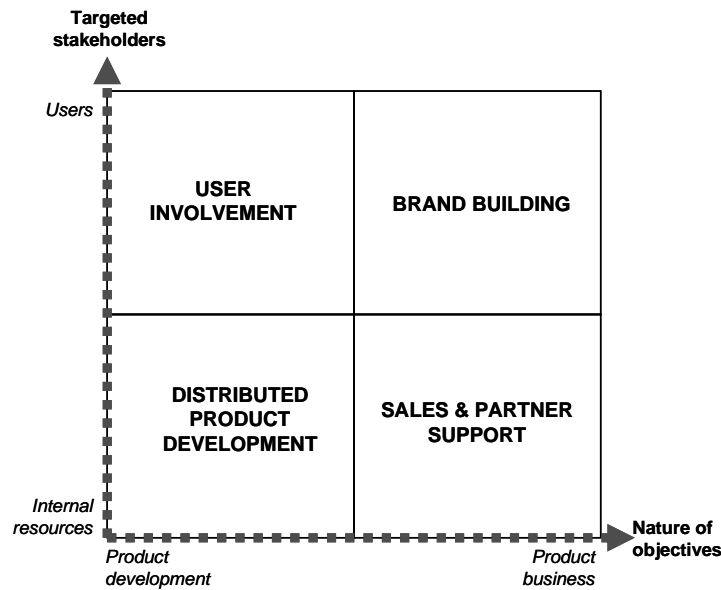 Targeted
stakeholders
Users
USER
INVOLVEMENT
BRAND BUILDING
DISTRIBUTED
PRODUCT
DEVELOPMENT
SALES & PARTNER
SUPPORT
Internal
resources
Nature of
objectives
Product
development
Product
business